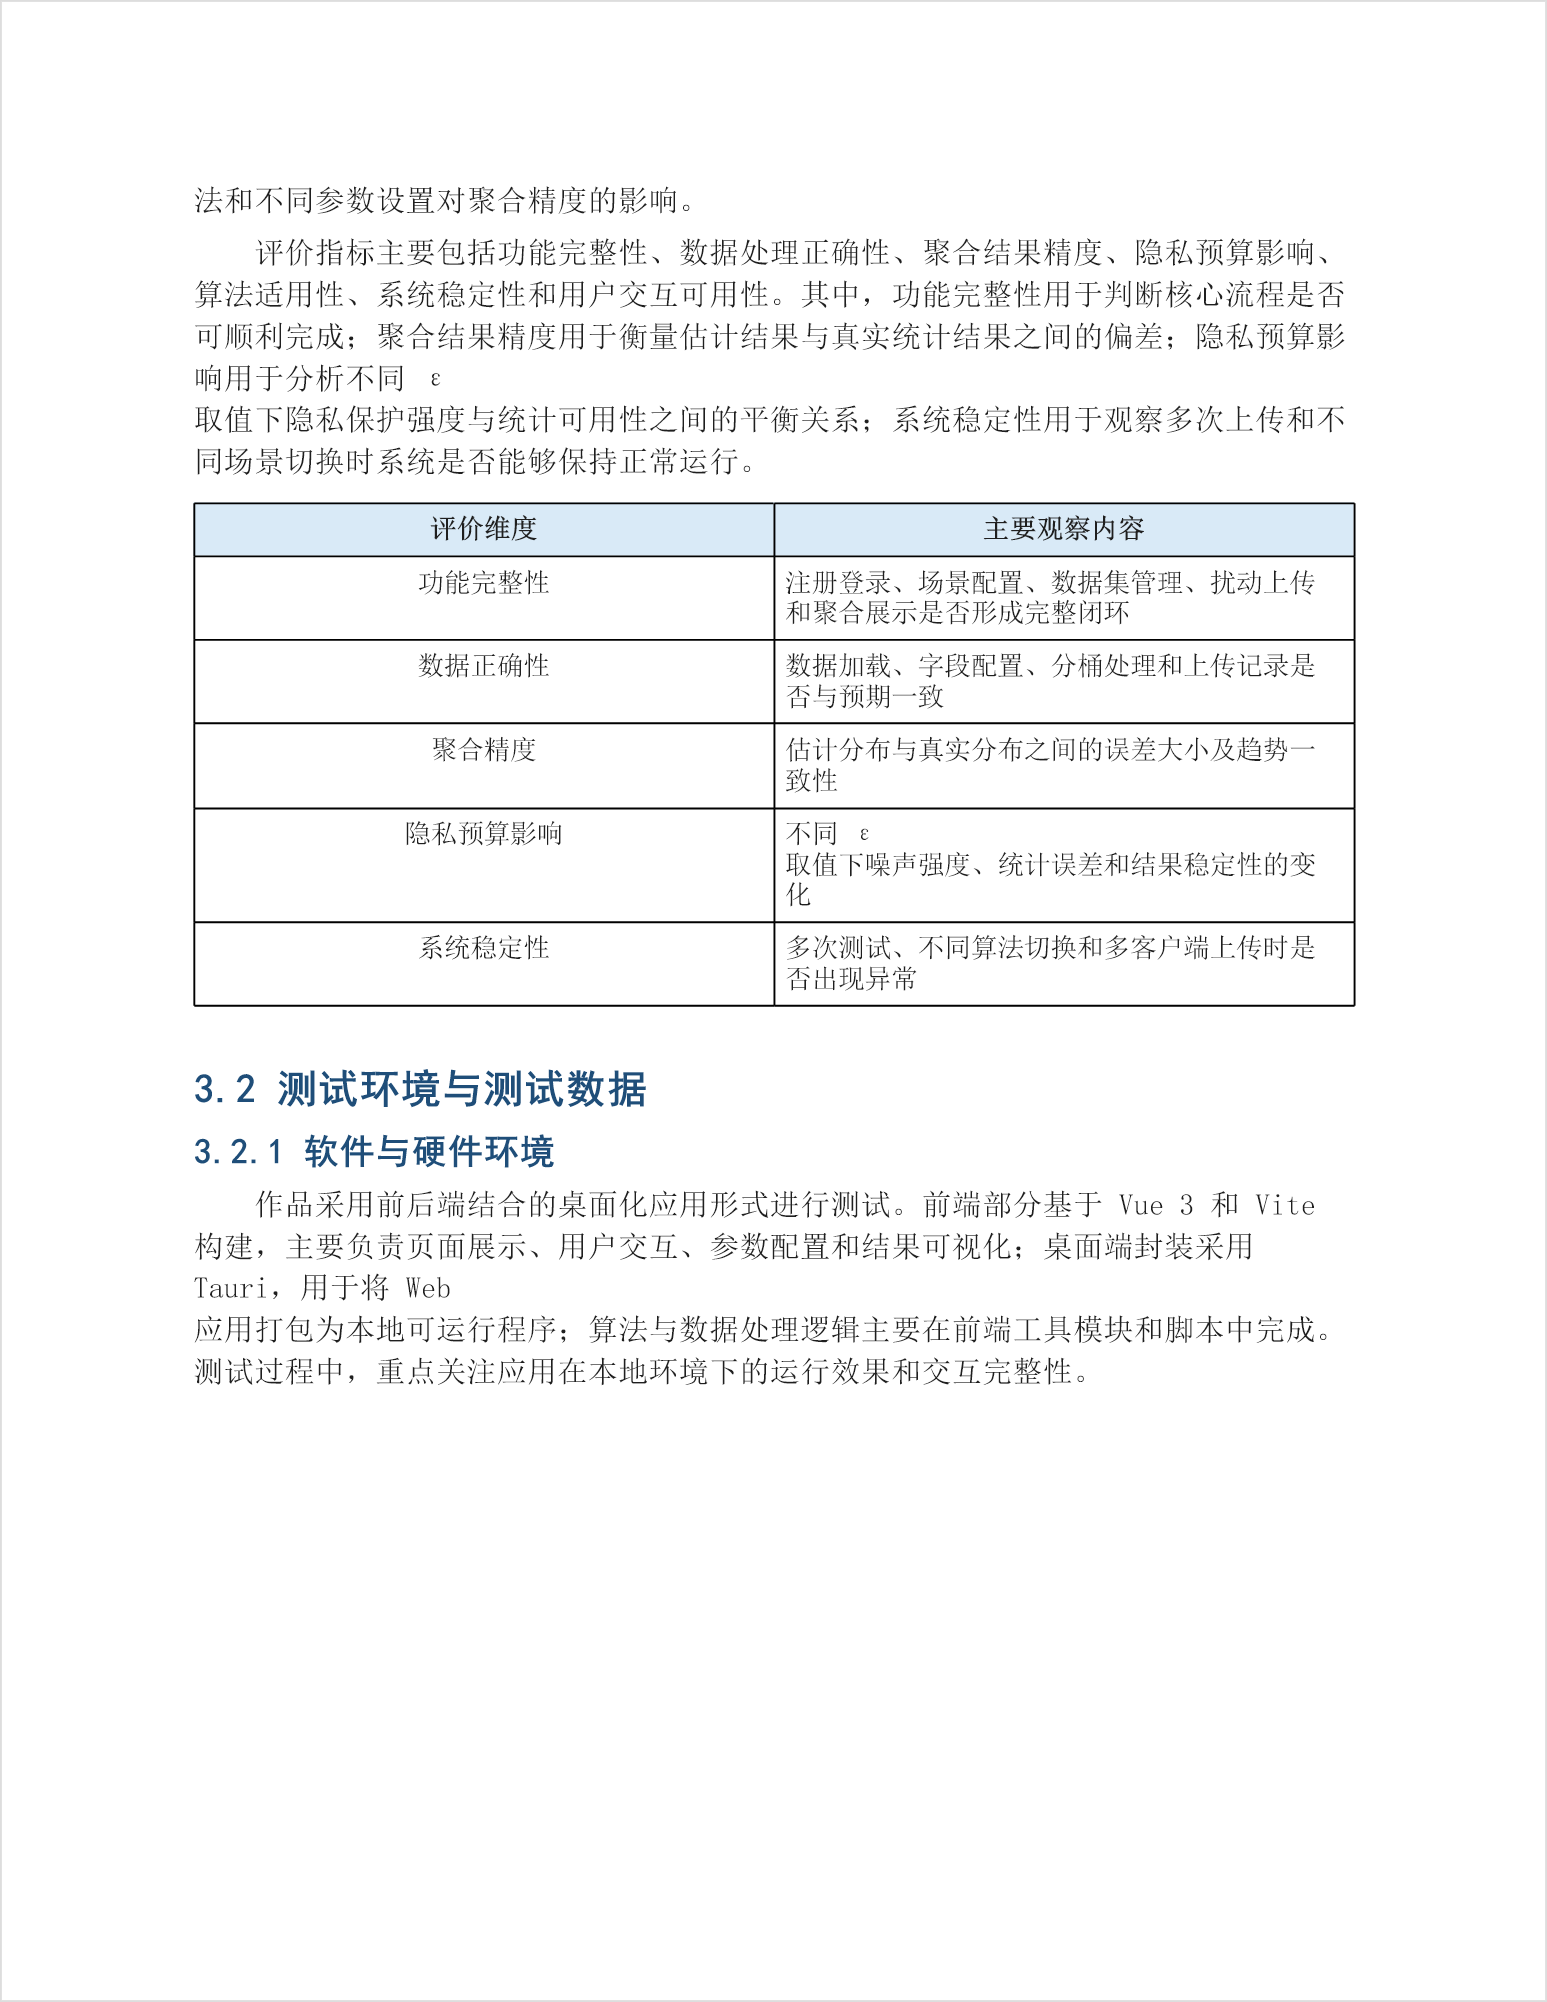 法和不同参数设置对聚合精度的影响。
评价指标主要包括功能完整性、数据处理正确性、聚合结果精度、隐私预算影响、
算法适用性、系统稳定性和用户交互可用性。其中，功能完整性用于判断核心流程是否
可顺利完成；聚合结果精度用于衡量估计结果与真实统计结果之间的偏差；隐私预算影
响用于分析不同 ε
取值下隐私保护强度与统计可用性之间的平衡关系；系统稳定性用于观察多次上传和不
同场景切换时系统是否能够保持正常运行。
评价维度 主要观察内容
功能完整性 注册登录、场景配置、数据集管理、扰动上传
和聚合展示是否形成完整闭环
数据正确性 数据加载、字段配置、分桶处理和上传记录是
否与预期一致
聚合精度 估计分布与真实分布之间的误差大小及趋势一
致性
隐私预算影响 不同 ε
取值下噪声强度、统计误差和结果稳定性的变
化
系统稳定性 多次测试、不同算法切换和多客户端上传时是
否出现异常
3.2 测试环境与测试数据
3.2.1 软件与硬件环境
作品采用前后端结合的桌面化应用形式进行测试。前端部分基于 Vue 3 和 Vite
构建，主要负责页面展示、用户交互、参数配置和结果可视化；桌面端封装采用
Tauri，用于将 Web
应用打包为本地可运行程序；算法与数据处理逻辑主要在前端工具模块和脚本中完成。
测试过程中，重点关注应用在本地环境下的运行效果和交互完整性。